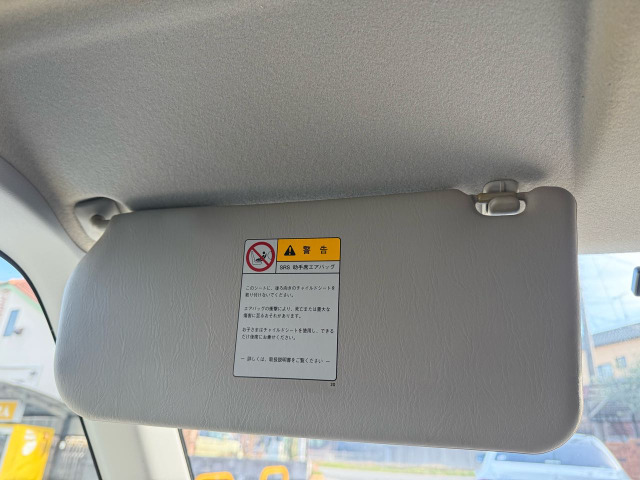 警告
SRS 助手席エアバッグ
このシートに、後ろ向きのチャイルドシートを
取り付けないでください。
エアバッグの衝撃により、死亡または重大な
傷害に至るおそれがあります。
お子さまはチャイルドシートを使用し、できる
だけ後席にお乗せください。
― 詳しくは、取扱説明書をご覧ください ―